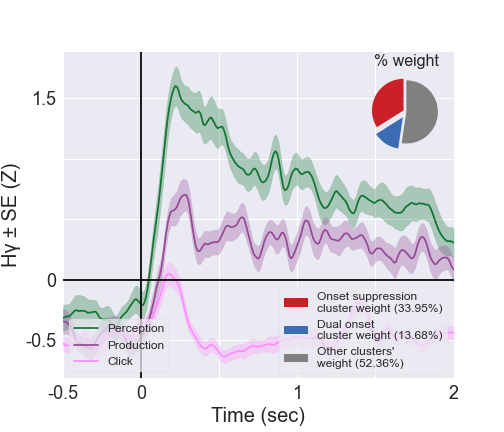 % weight
Hγ ± SE (Z)
1.5
0
-0.5
Perception
Production
Click
Onset suppression
cluster weight (33.95%)
Dual onset
cluster weight (13.68%)
Other clusters'
weight (52.36%)
-0.5 0 1 2
Time (sec)